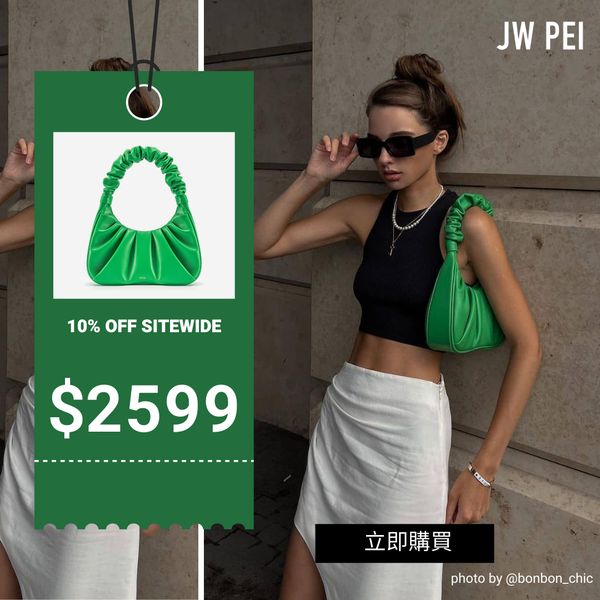 JW PEI
10% OFF SITEWIDE
$2599
立即購買
photo by @bonbon_chic